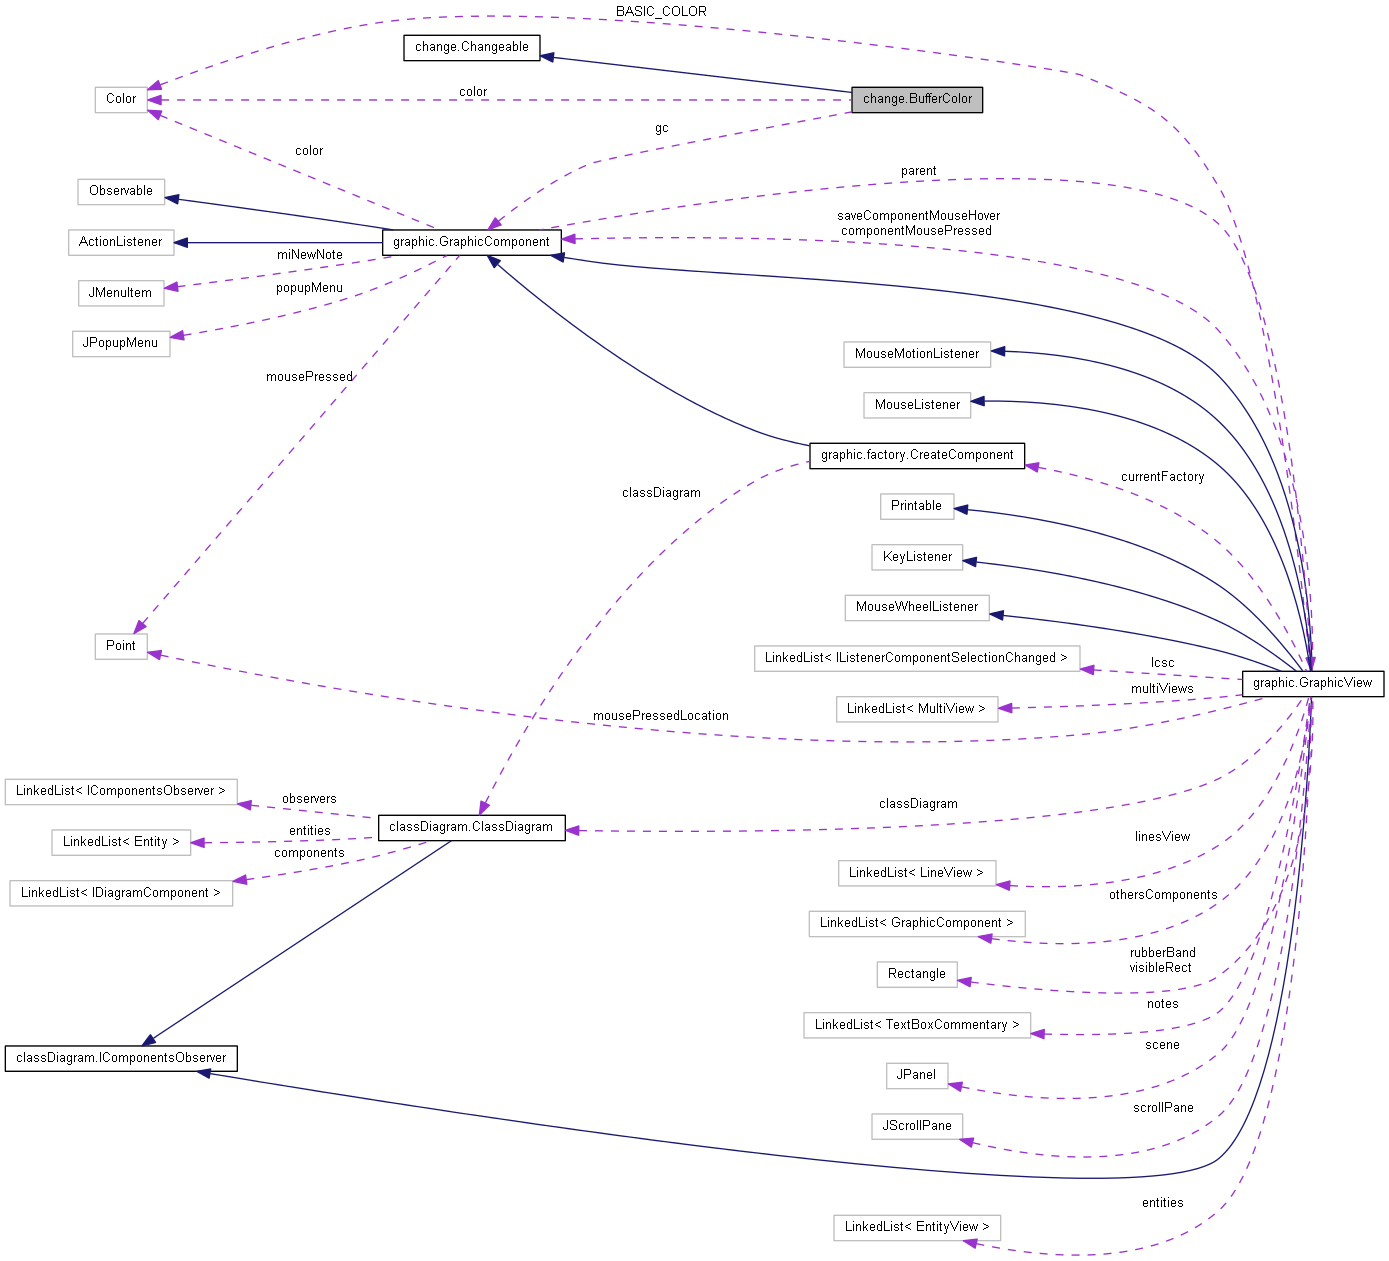 BASIC_COLOR
change.Changeable
Color
color
change.BufferColor
gc
color
parent
Observable
saveComponentMouseHover
componentMousePressed
ActionListener
graphic.GraphicComponent
miNewNote
JMenuItem
popupMenu
JPopupMenu
MouseMotionListener
mousePressed
MouseListener
graphic.factory.CreateComponent
currentFactory
classDiagram
Printable
KeyListener
MouseWheelListener
Point
LinkedList< IListenerComponentSelectionChanged >
lcsc
graphic.GraphicView
multiViews
LinkedList< MultiView >
mousePressedLocation
LinkedList< IComponentsObserver >
observers
classDiagram
classDiagram.ClassDiagram
entities
LinkedList< Entity >
linesView
components
LinkedList< LineView >
LinkedList< IDiagramComponent >
othersComponents
LinkedList< GraphicComponent >
rubberBand
visibleRect
Rectangle
notes
LinkedList< TextBoxCommentary >
scene
classDiagram.IComponentsObserver
JPanel
scrollPane
JScrollPane
entities
LinkedList< EntityView >